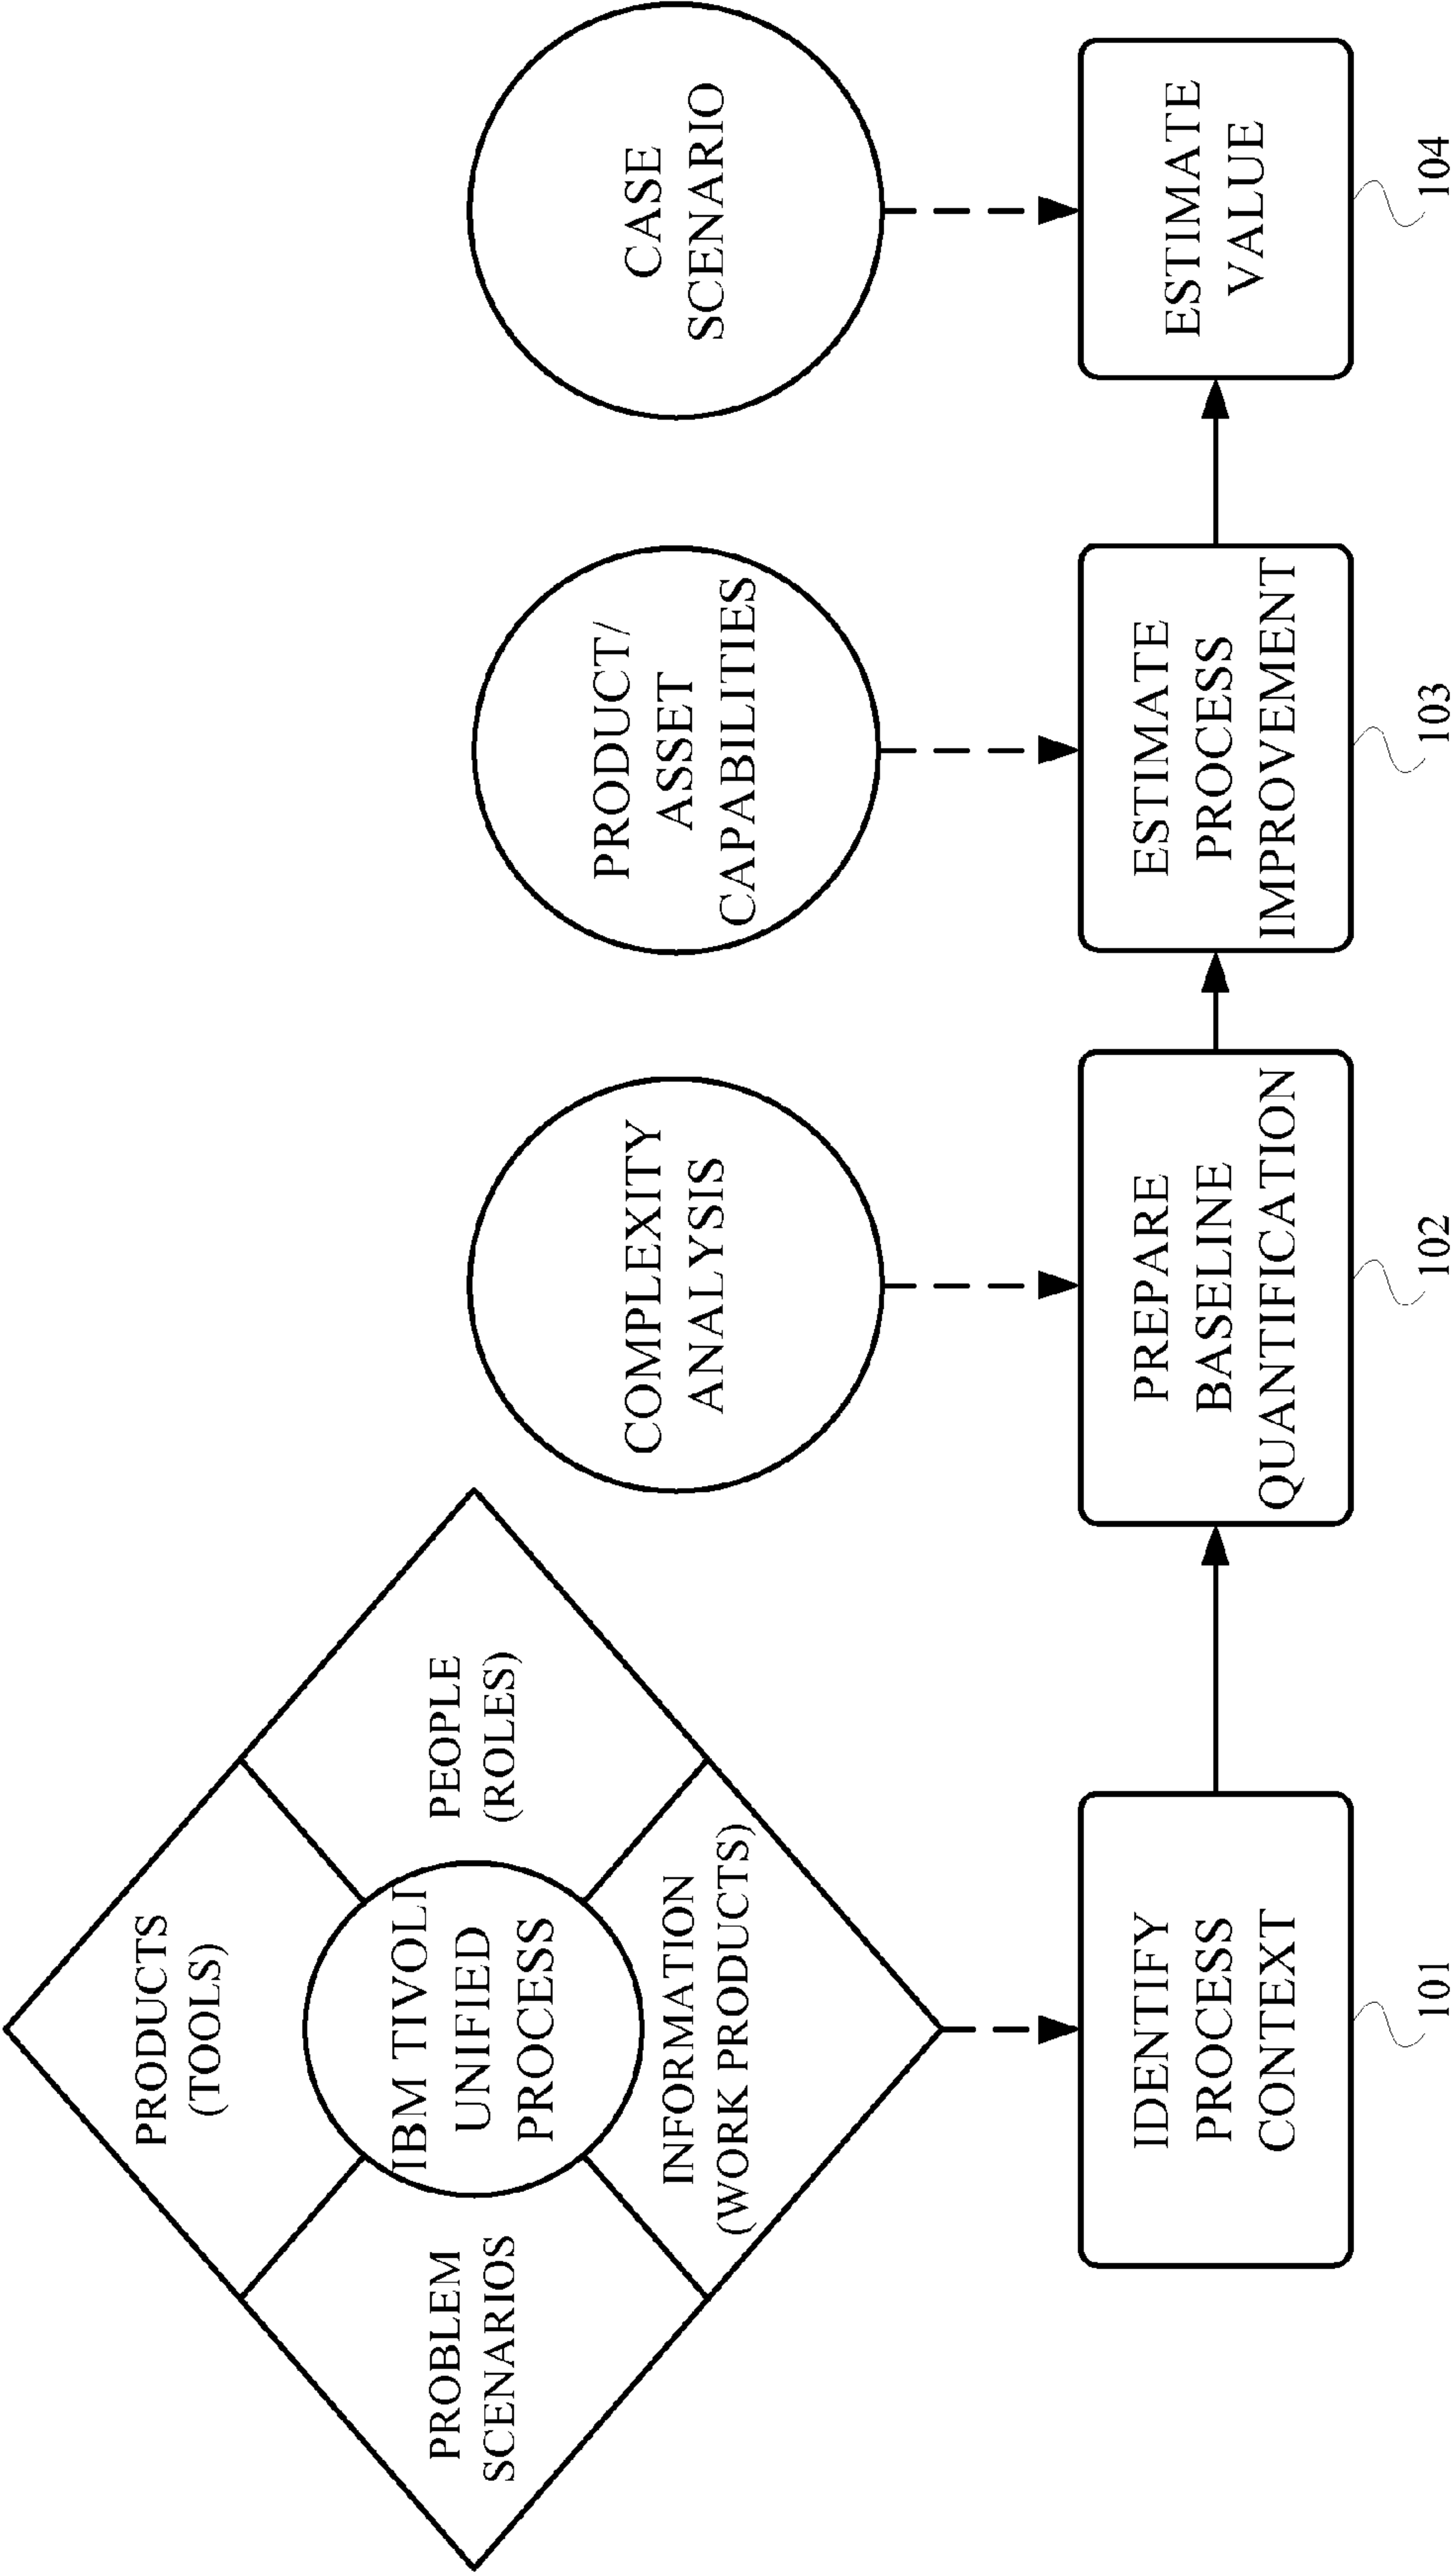 PRODUCTS
(TOOLS)
PROBLEM
SCENARIOS
IBM TIVOLI
UNIFIED
PROCESS
PEOPLE
(ROLES)
INFORMATION
(WORK PRODUCTS)
COMPLEXITY
ANALYSIS
PRODUCT/
ASSET
CAPABILITIES
CASE
SCENARIO
IDENTIFY
PROCESS
CONTEXT
101
PREPARE
BASELINE
QUANTIFICATION
102
ESTIMATE
PROCESS
IMPROVEMENT
103
ESTIMATE
VALUE
104